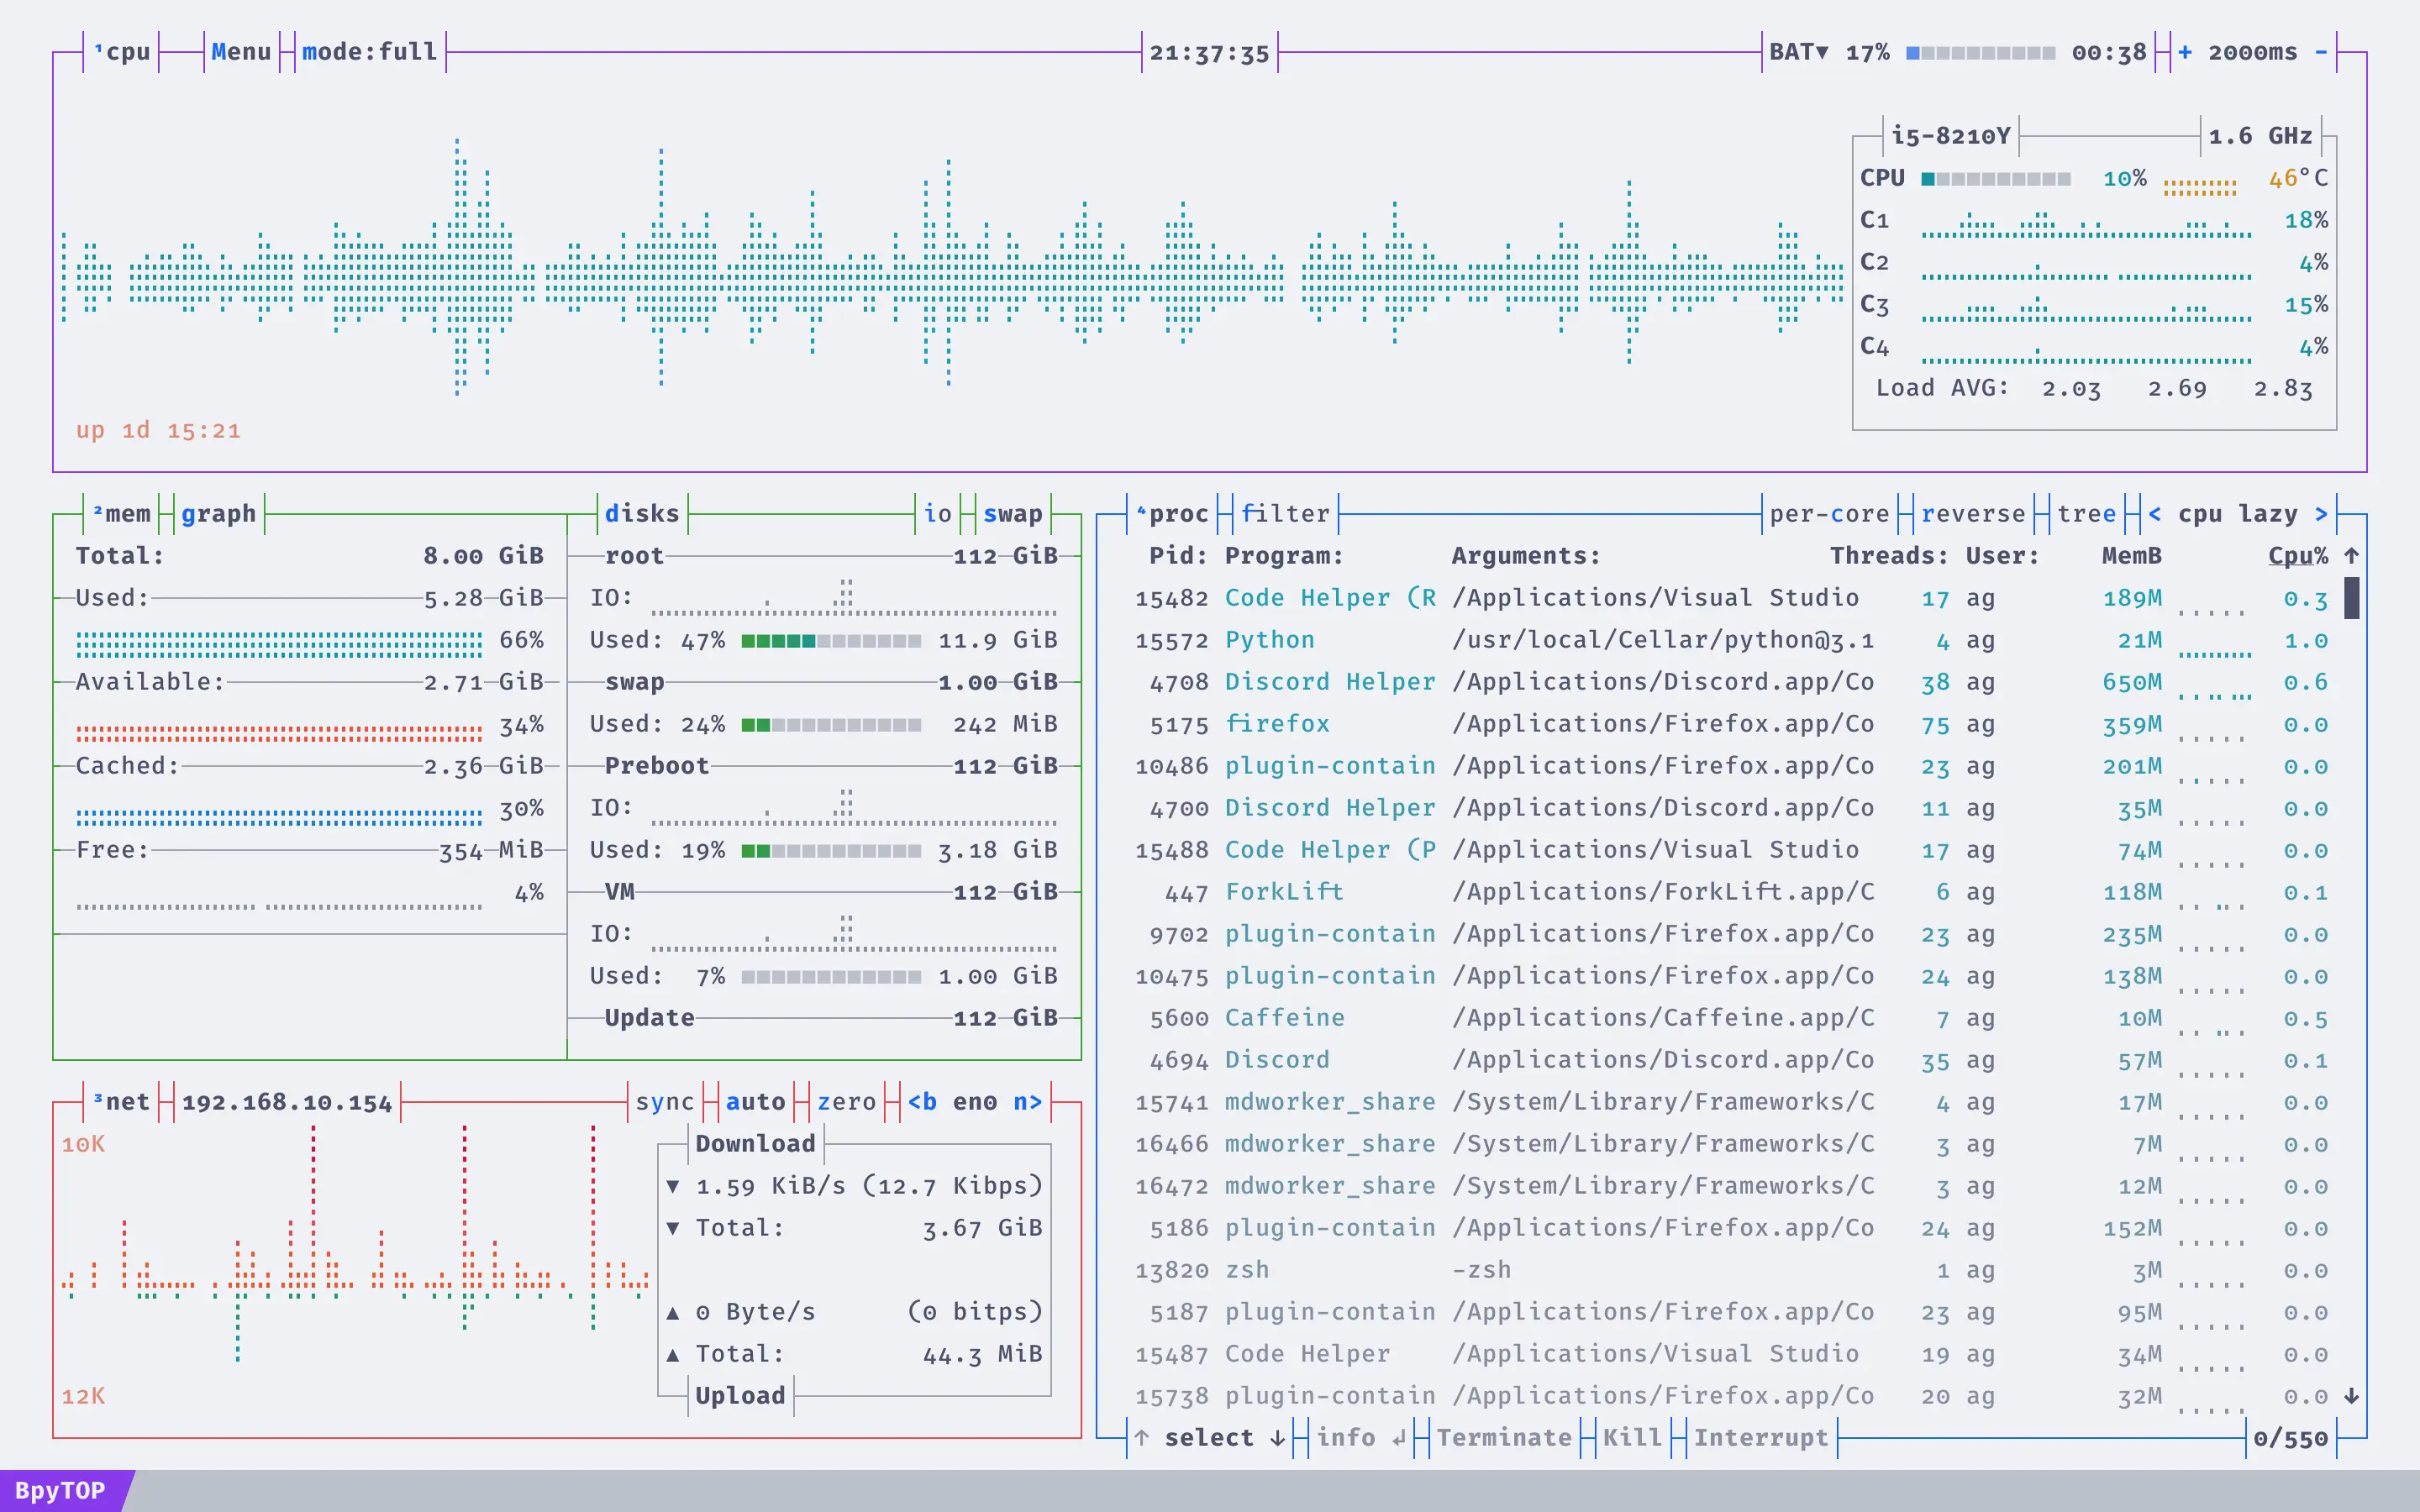 ¹cpu Menu mode:full 21:37:35 BAT▼ 17% 00:38 + 2000ms -
i5-8210Y 1.6 GHz
CPU 10% 46°C
C1 18%
C2 4%
C3 15%
C4 4%
Load AVG: 2.03 2.69 2.83
up 1d 15:21
²mem graph disks io swap
Total: 8.00 GiB
Used: 5.28 GiB
66%
Available: 2.71 GiB
34%
Cached: 2.36 GiB
30%
Free: 354 MiB
4%
root 112 GiB
IO:
Used: 47% 11.9 GiB
swap 1.00 GiB
Used: 24% 242 MiB
Preboot 112 GiB
IO:
Used: 19% 3.18 GiB
VM 112 GiB
IO:
Used: 7% 1.00 GiB
Update 112 GiB
³net 192.168.10.154 sync auto zero <b en0 n>
10K
12K
Download
▼ 1.59 KiB/s (12.7 Kibps)
▼ Total: 3.67 GiB
▲ 0 Byte/s (0 bitps)
▲ Total: 44.3 MiB
Upload
⁴proc filter per-core reverse tree < cpu lazy >
Pid: Program: Arguments: Threads: User: MemB Cpu% ↑
15482 Code Helper (R /Applications/Visual Studio 17 ag 189M 0.3
15572 Python /usr/local/Cellar/python@3.1 4 ag 21M 1.0
4708 Discord Helper /Applications/Discord.app/Co 38 ag 650M 0.6
5175 firefox /Applications/Firefox.app/Co 75 ag 359M 0.0
10486 plugin-contain /Applications/Firefox.app/Co 23 ag 201M 0.0
4700 Discord Helper /Applications/Discord.app/Co 11 ag 35M 0.0
15488 Code Helper (P /Applications/Visual Studio 17 ag 74M 0.0
447 ForkLift /Applications/ForkLift.app/C 6 ag 118M 0.1
9702 plugin-contain /Applications/Firefox.app/Co 23 ag 235M 0.0
10475 plugin-contain /Applications/Firefox.app/Co 24 ag 138M 0.0
5600 Caffeine /Applications/Caffeine.app/C 7 ag 10M 0.5
4694 Discord /Applications/Discord.app/Co 35 ag 57M 0.1
15741 mdworker_share /System/Library/Frameworks/C 4 ag 17M 0.0
16466 mdworker_share /System/Library/Frameworks/C 3 ag 7M 0.0
16472 mdworker_share /System/Library/Frameworks/C 3 ag 12M 0.0
5186 plugin-contain /Applications/Firefox.app/Co 24 ag 152M 0.0
13820 zsh -zsh 1 ag 3M 0.0
5187 plugin-contain /Applications/Firefox.app/Co 23 ag 95M 0.0
15487 Code Helper /Applications/Visual Studio 19 ag 34M 0.0
15738 plugin-contain /Applications/Firefox.app/Co 20 ag 32M 0.0 ↓
↑ select ↓ info ↲ Terminate Kill Interrupt 0/550
BpyTOP